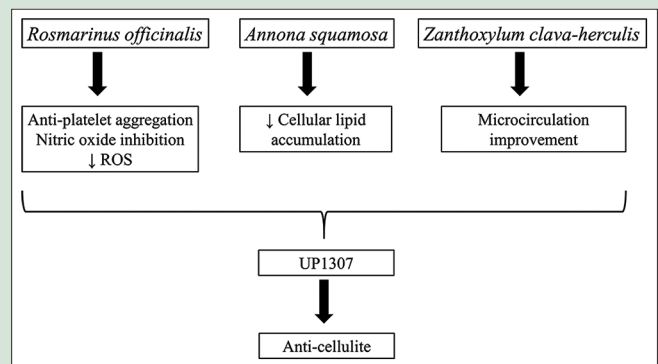 Rosmarinus officinalis
Annona squamosa
Zanthoxylum clava-herculis
Anti-platelet aggregation
Nitric oxide inhibition
↓ ROS
↓ Cellular lipid
accumulation
Microcirculation
improvement
UP1307
Anti-cellulite